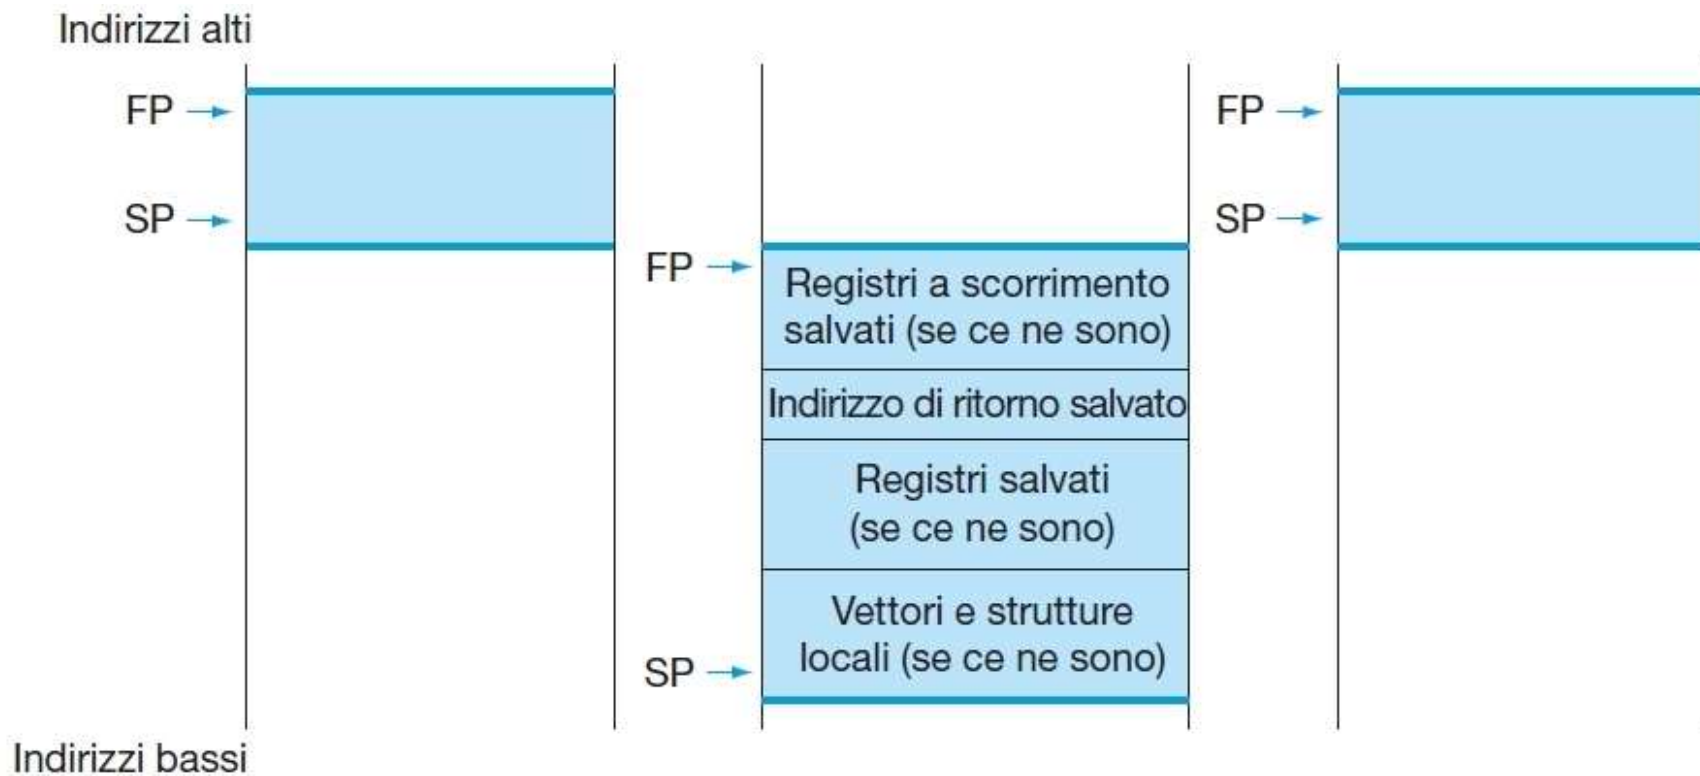 Indirizzi alti
FP
SP
FP
Registri a scorrimento
salvati (se ce ne sono)
Indirizzo di ritorno salvato
Registri salvati
(se ce ne sono)
Vettori e strutture
locali (se ce ne sono)
SP
FP
SP
Indirizzi bassi